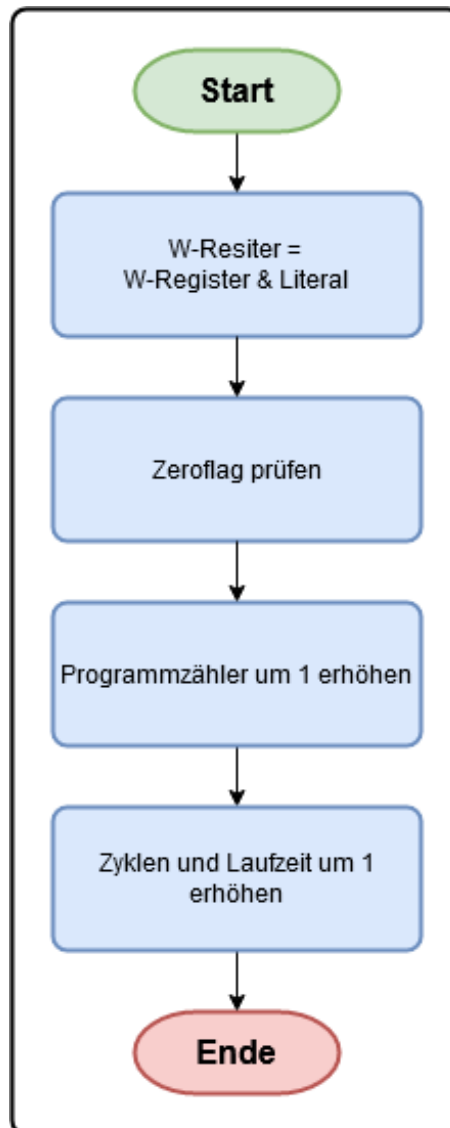 Start
W-Resiter =
W-Register & Literal
Zeroflag prüfen
Programmzähler um 1 erhöhen
Zyklen und Laufzeit um 1
erhöhen
Ende